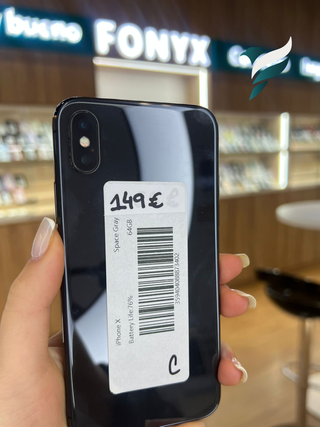 bueno FONYX
149€
Space Gray 64GB
iPhone X
Battery Life:76%
C